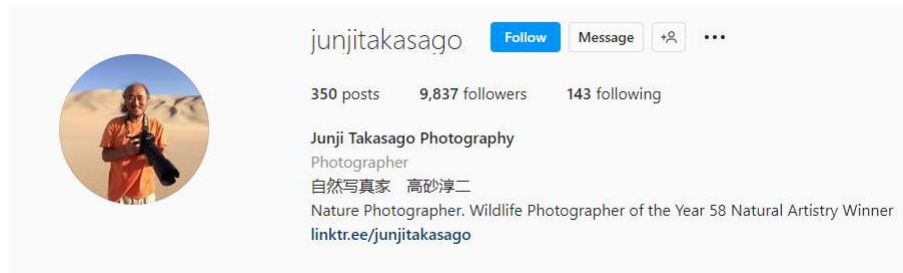 junjitakasago Follow Message
350 posts 9,837 followers 143 following
Junji Takasago Photography
Photographer
自然写真家　高砂淳二
Nature Photographer. Wildlife Photographer of the Year 58 Natural Artistry Winner
linktr.ee/junjitakasago